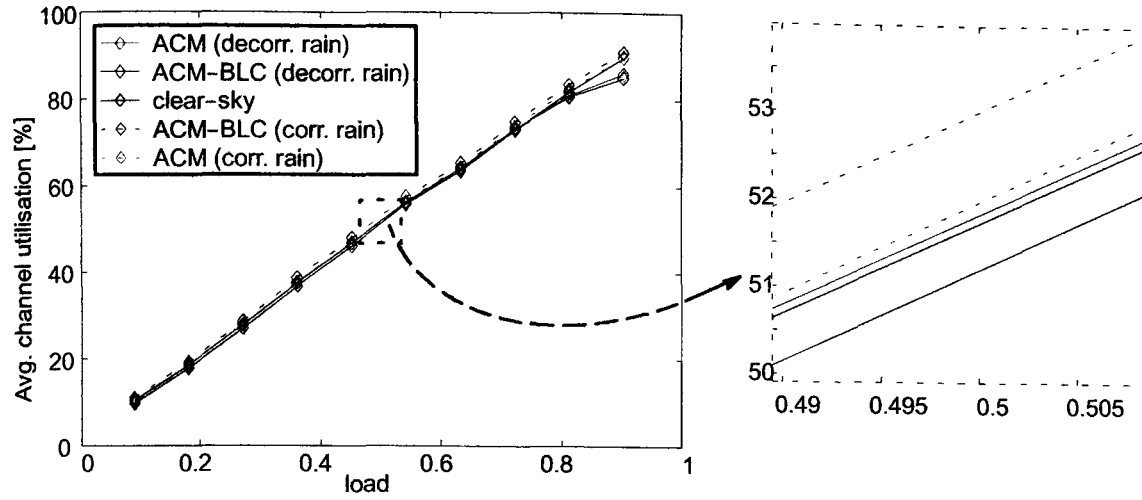 100
80
60
40
20
0
Avg. channel utilisation [%]
ACM (decorr. rain)
ACM-BLC (decorr. rain)
clear-sky
ACM-BLC (corr. rain)
ACM (corr. rain)
0 0.2 0.4 0.6 0.8 1
load
53
52
51
50
0.49 0.495 0.5 0.505